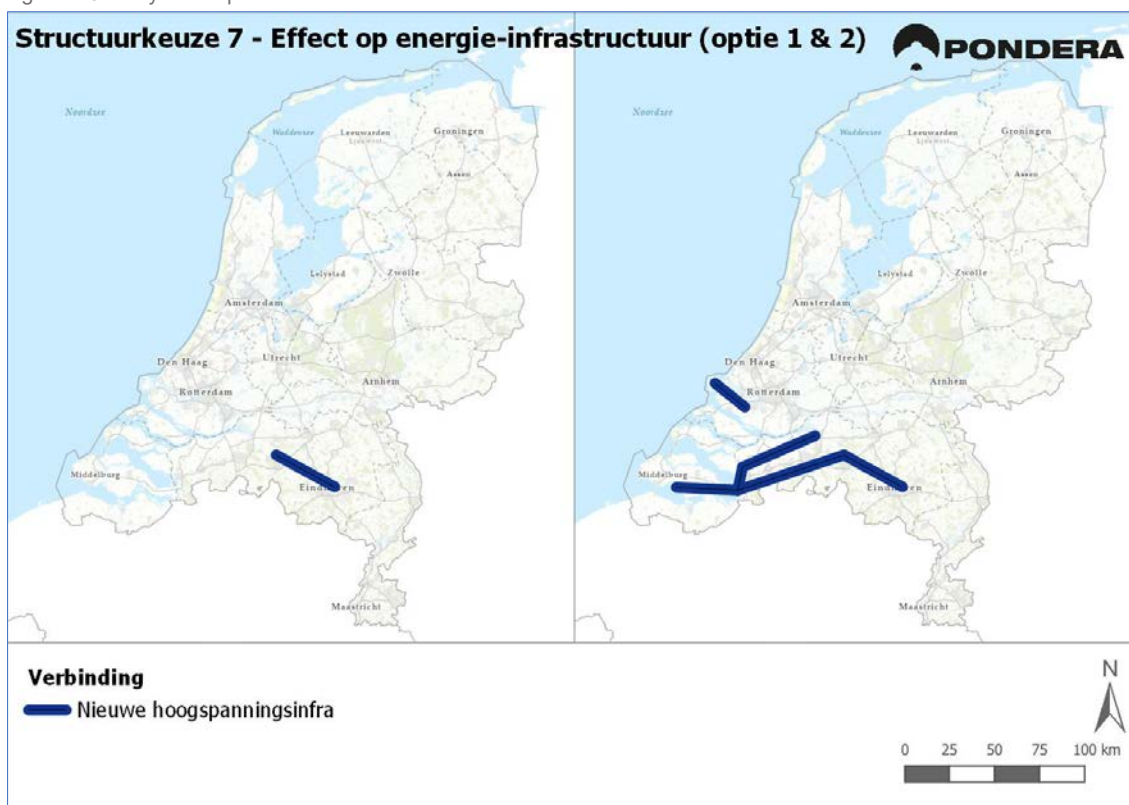 Structuurkeuze 7 - Effect op energie-infrastructuur (optie 1 & 2)
PONDERA
Noordzee
Waddenzee
Leeuwarden
Ljouwert
Groningen
Assen
Lelystad
Zwolle
Amsterdam
Den Haag
Utrecht
Arnhem
Rotterdam
Middelburg
Eindhoven
Maastricht
Noordzee
Waddenzee
Leeuwarden
Ljouwert
Groningen
Assen
Lelystad
Zwolle
Amsterdam
Den Haag
Utrecht
Arnhem
Rotterdam
Middelburg
Eindhoven
Maastricht
Verbinding
Nieuwe hoogspanningsinfra
N
0 25 50 75 100 km